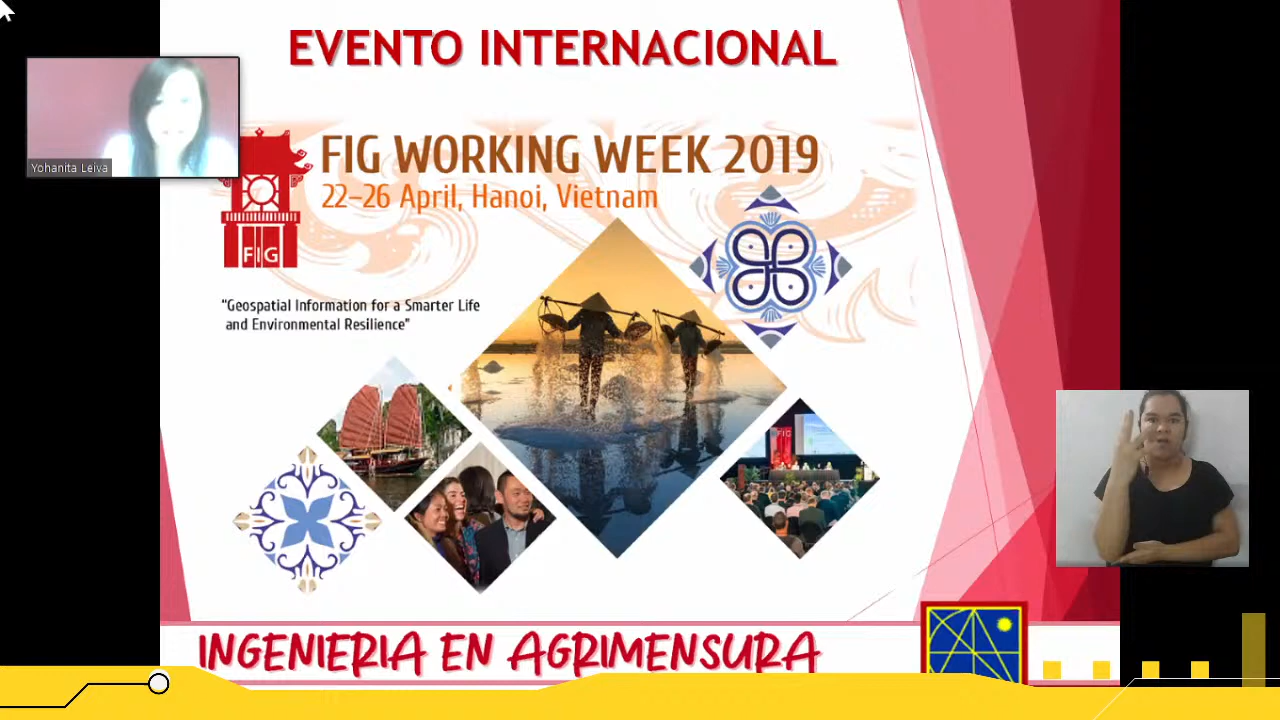 EVENTO INTERNACIONAL
Yohanita Leiva
FIG WORKING WEEK 2019
22–26 April, Hanoi, Vietnam
FIG
"Geospatial Information for a Smarter Life
and Environmental Resilience"
FIG
INGENIERIA EN AGRIMENSURA